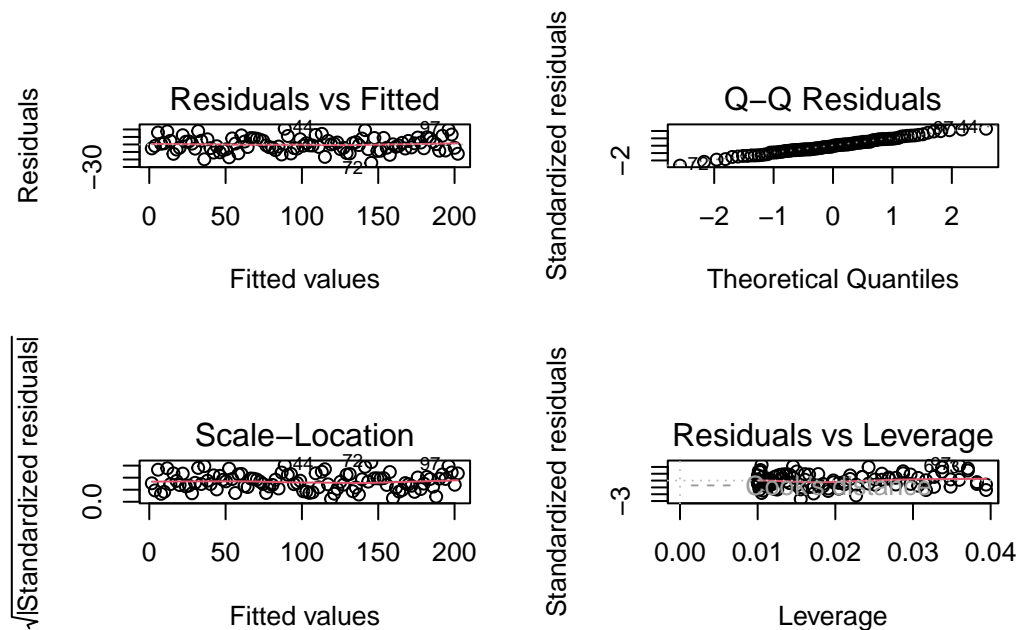 Residuals vs Fitted
Residuals
−30
44
97
72
0 50 100 150 200
Fitted values
Q−Q Residuals
Standardized residuals
−2
97 44
72
−2 −1 0 1 2
Theoretical Quantiles
Scale−Location
√|Standardized residuals|
0.0
44
72
97
0 50 100 150 200
Fitted values
Residuals vs Leverage
Standardized residuals
−3
97
Cook's distance
0.00 0.01 0.02 0.03 0.04
Leverage